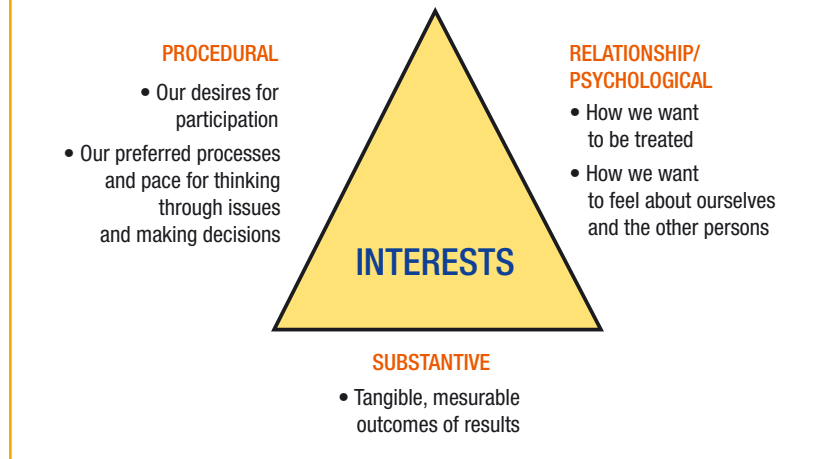 PROCEDURAL
• Our desires for
participation
• Our preferred processes
and pace for thinking
through issues
and making decisions
RELATIONSHIP/
PSYCHOLOGICAL
• How we want
to be treated
• How we want
to feel about ourselves
and the other persons
INTERESTS
SUBSTANTIVE
• Tangible, mesurable
outcomes of results